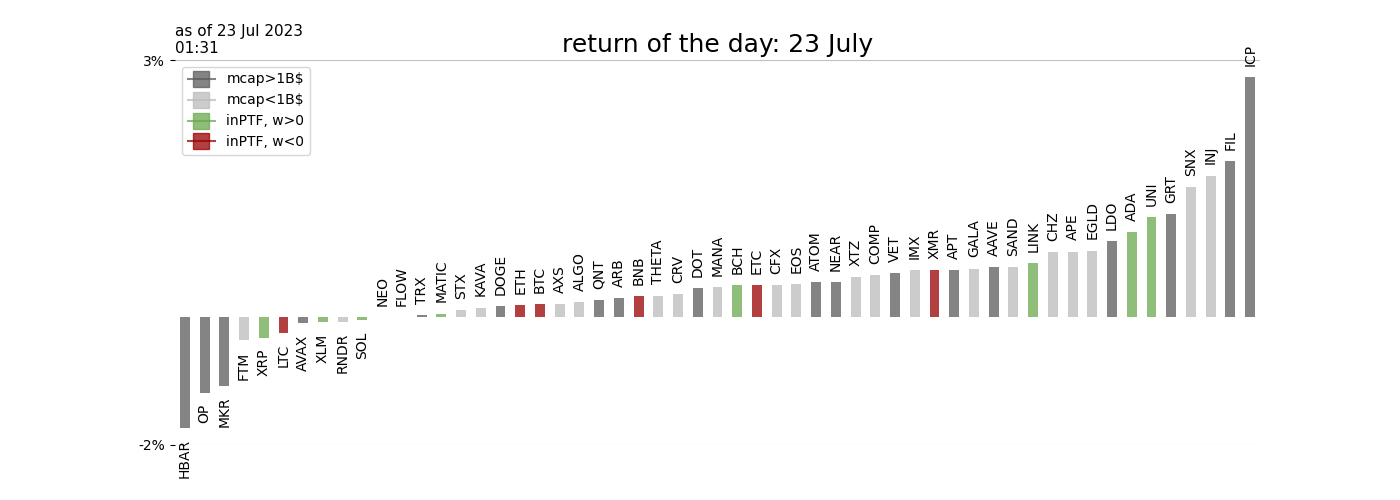 as of 23 Jul 2023
01:31
return of the day: 23 July
3%
mcap>1B$
mcap<1B$
inPTF, w>0
inPTF, w<0
-2%
HBAR
OP
MKR
FTM
XRP
LTC
AVAX
XLM
RNDR
SOL
NEO
FLOW
TRX
MATIC
STX
KAVA
DOGE
ETH
BTC
AXS
ALGO
QNT
ARB
BNB
THETA
CRV
DOT
MANA
BCH
ETC
CFX
EOS
ATOM
NEAR
XTZ
COMP
VET
IMX
XMR
APT
GALA
AAVE
SAND
LINK
CHZ
APE
EGLD
LDO
ADA
UNI
GRT
SNX
INJ
FIL
ICP